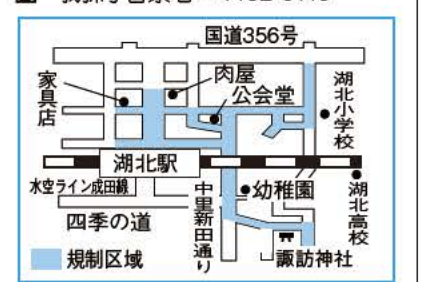 国道356号
家具店
肉屋
公会堂
湖北小学校
湖北駅
水空ライン成田線
四季の道
中里新田通り
幼稚園
湖北高校
規制区域
諏訪神社